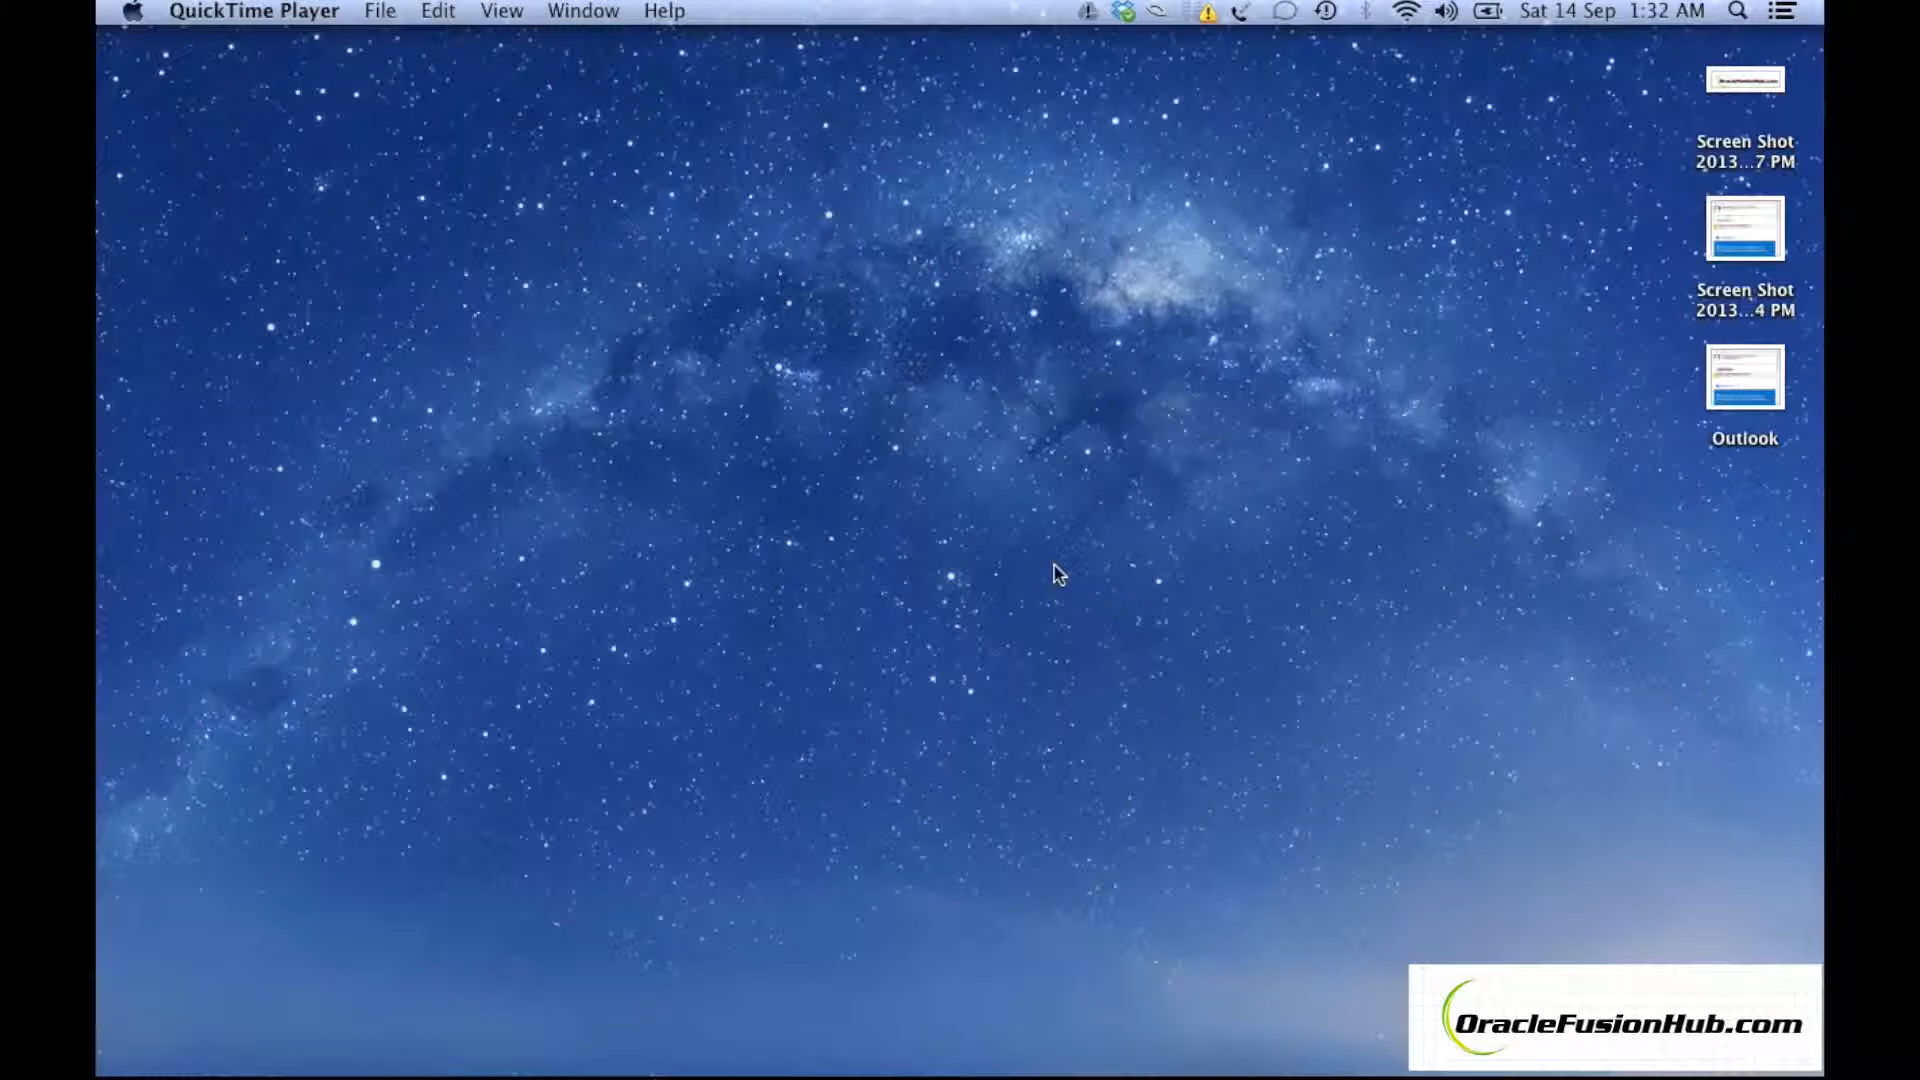 QuickTime Player File Edit View Window Help Sat 14 Sep 1:32 AM
Screen Shot
2013...7 PM
Screen Shot
2013...4 PM
Outlook
OracleFusionHub.com